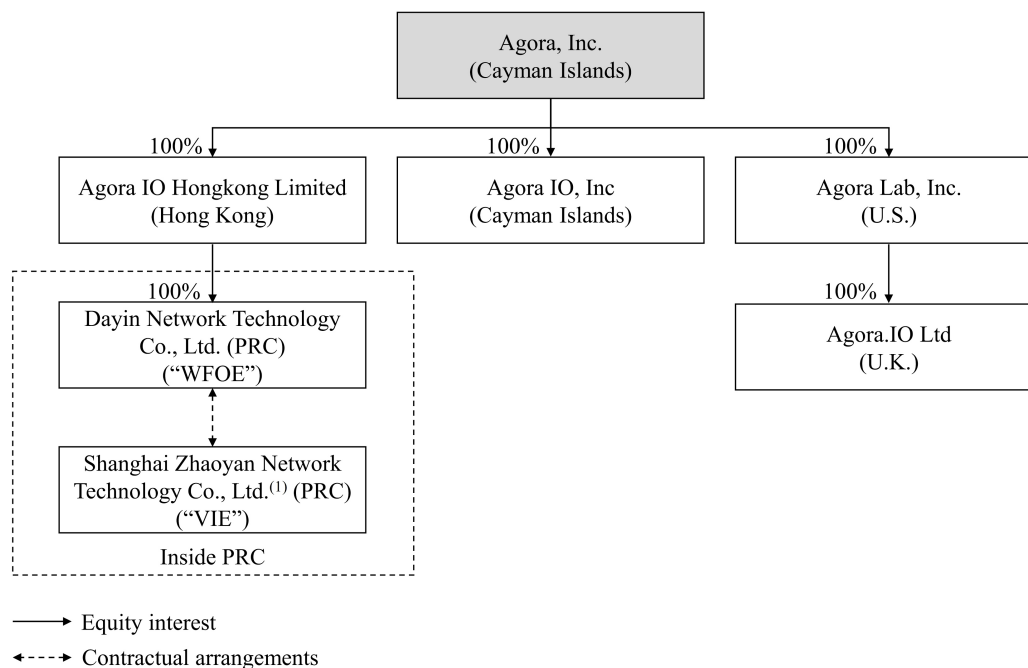 Agora, Inc.
(Cayman Islands)
100%
100%
100%
Agora IO Hongkong Limited
(Hong Kong)
Agora IO, Inc
(Cayman Islands)
Agora Lab, Inc.
(U.S.)
100%
100%
Dayin Network Technology
Co., Ltd. (PRC)
(“WFOE”)
Agora.IO Ltd
(U.K.)
Shanghai Zhaoyan Network
Technology Co., Ltd.(1) (PRC)
(“VIE”)
Inside PRC
Equity interest
Contractual arrangements